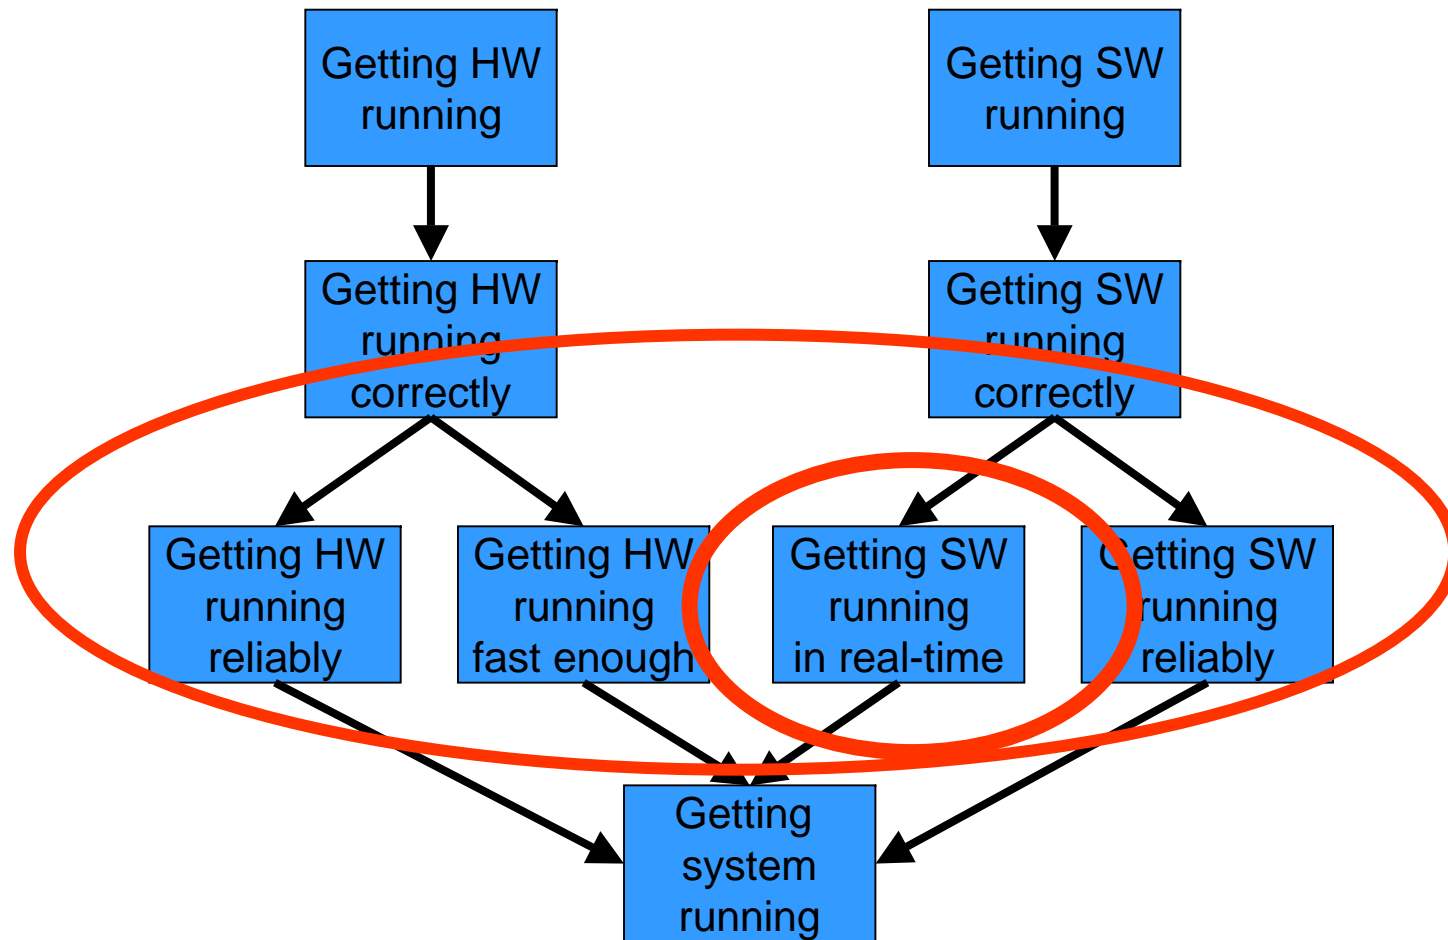 Getting HW
running
Getting SW
running
Getting HW
running
correctly
Getting SW
running
correctly
Getting HW
running
reliably
Getting HW
running
fast enough
Getting SW
running
in real-time
Getting SW
running
reliably
Getting
system
running